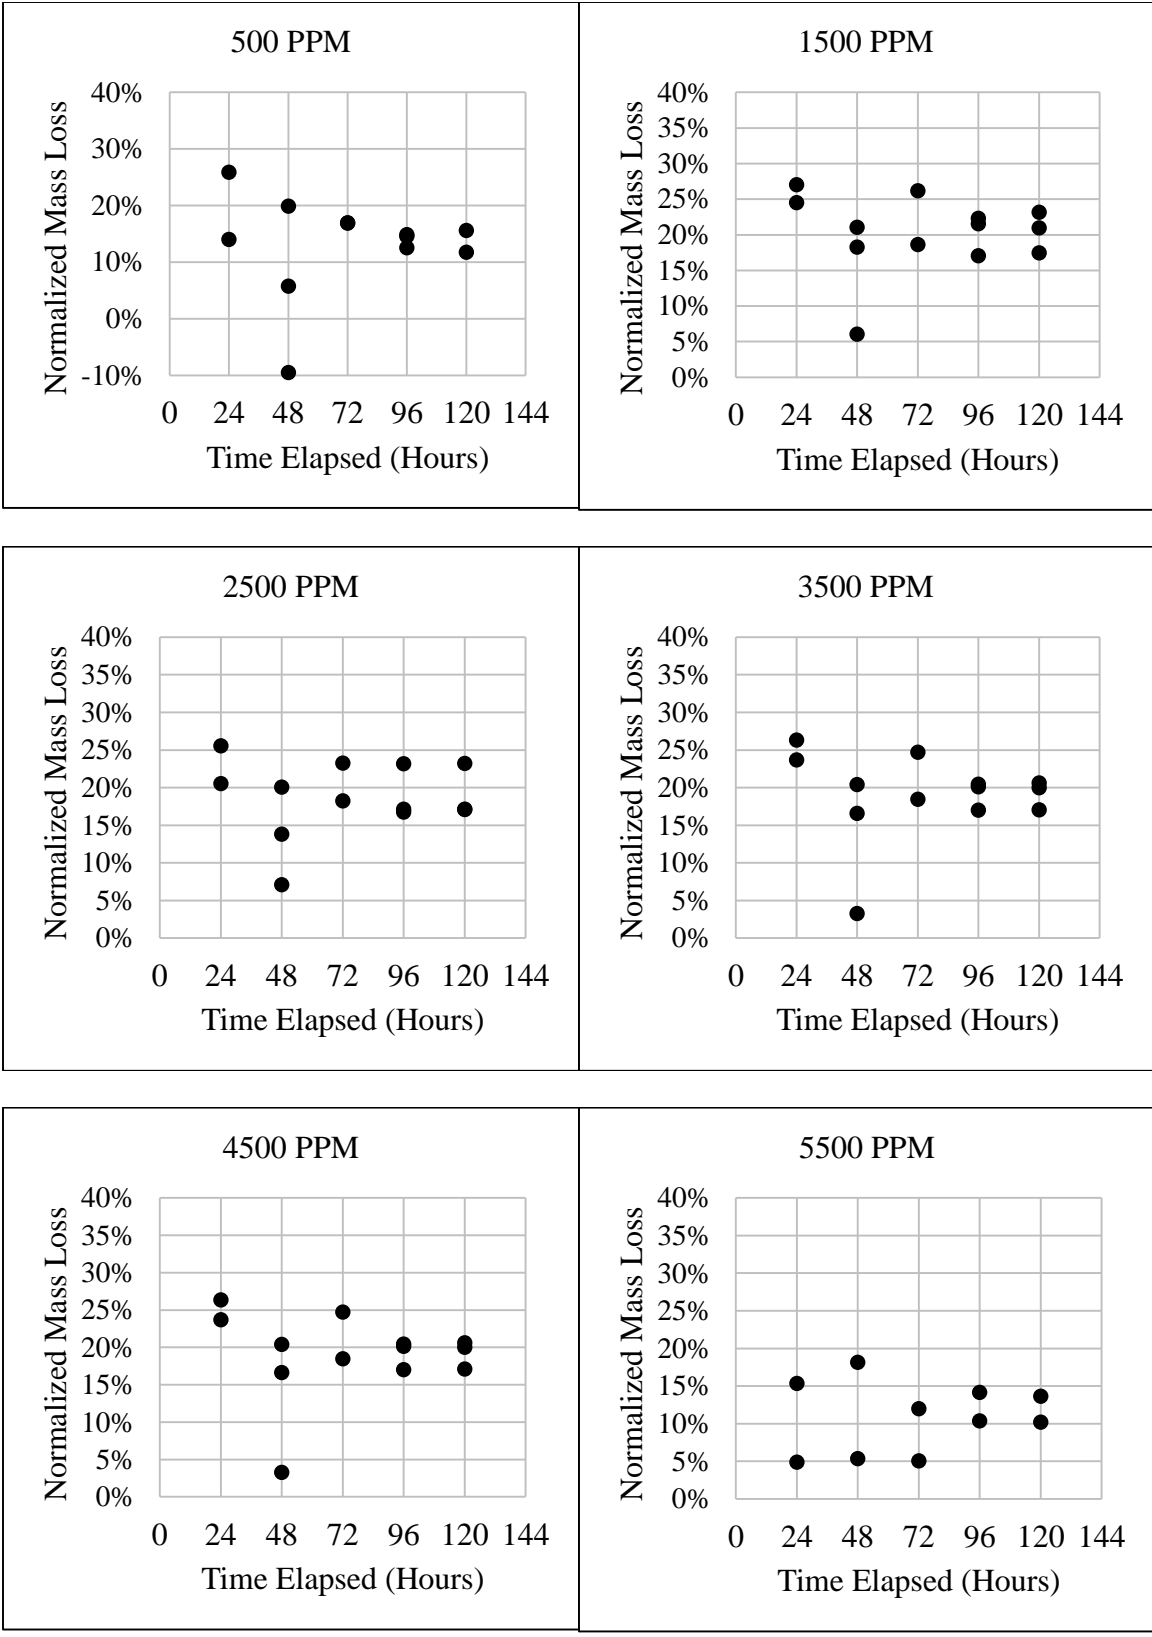 500 PPM
Normalized Mass Loss
40%
30%
20%
10%
0%
-10%
0 24 48 72 96 120 144
Time Elapsed (Hours)
1500 PPM
Normalized Mass Loss
40%
35%
30%
25%
20%
15%
10%
5%
0%
0 24 48 72 96 120 144
Time Elapsed (Hours)
2500 PPM
Normalized Mass Loss
40%
35%
30%
25%
20%
15%
10%
5%
0%
0 24 48 72 96 120 144
Time Elapsed (Hours)
3500 PPM
Normalized Mass Loss
40%
35%
30%
25%
20%
15%
10%
5%
0%
0 24 48 72 96 120 144
Time Elapsed (Hours)
4500 PPM
Normalized Mass Loss
40%
35%
30%
25%
20%
15%
10%
5%
0%
0 24 48 72 96 120 144
Time Elapsed (Hours)
5500 PPM
Normalized Mass Loss
40%
35%
30%
25%
20%
15%
10%
5%
0%
0 24 48 72 96 120 144
Time Elapsed (Hours)